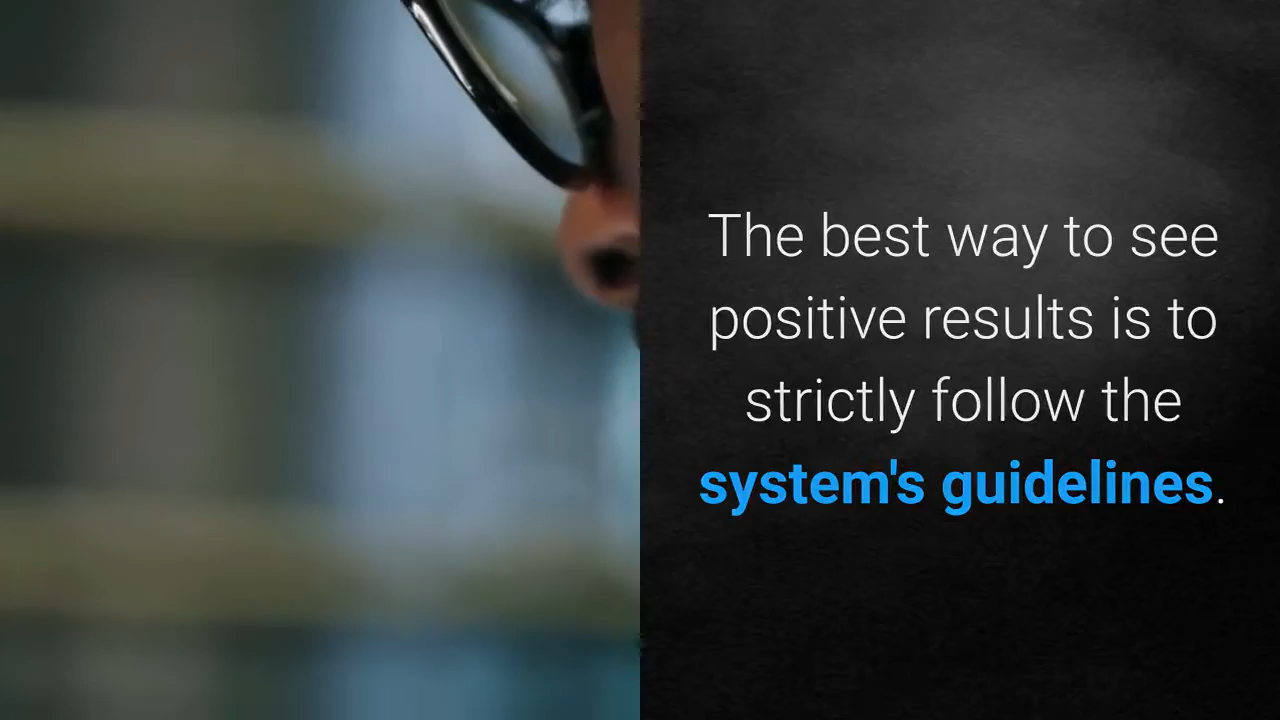 The best way to see
positive results is to
strictly follow the
system's guidelines.